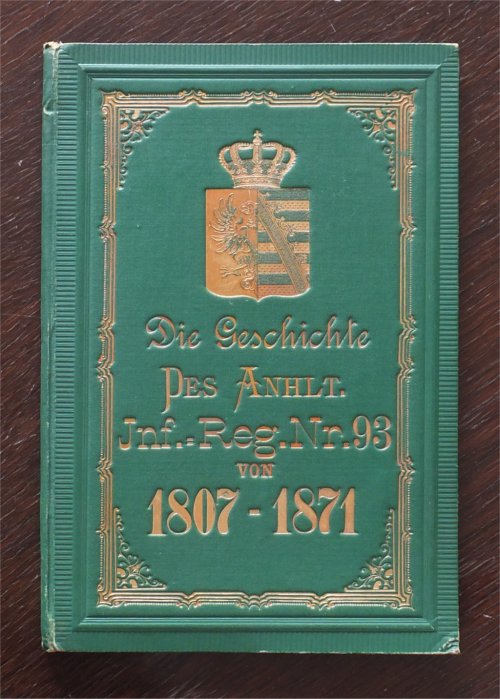 Die Geschichte
Des Anhlt.
Jnf.-Reg.Nr.93
von
1807-1871